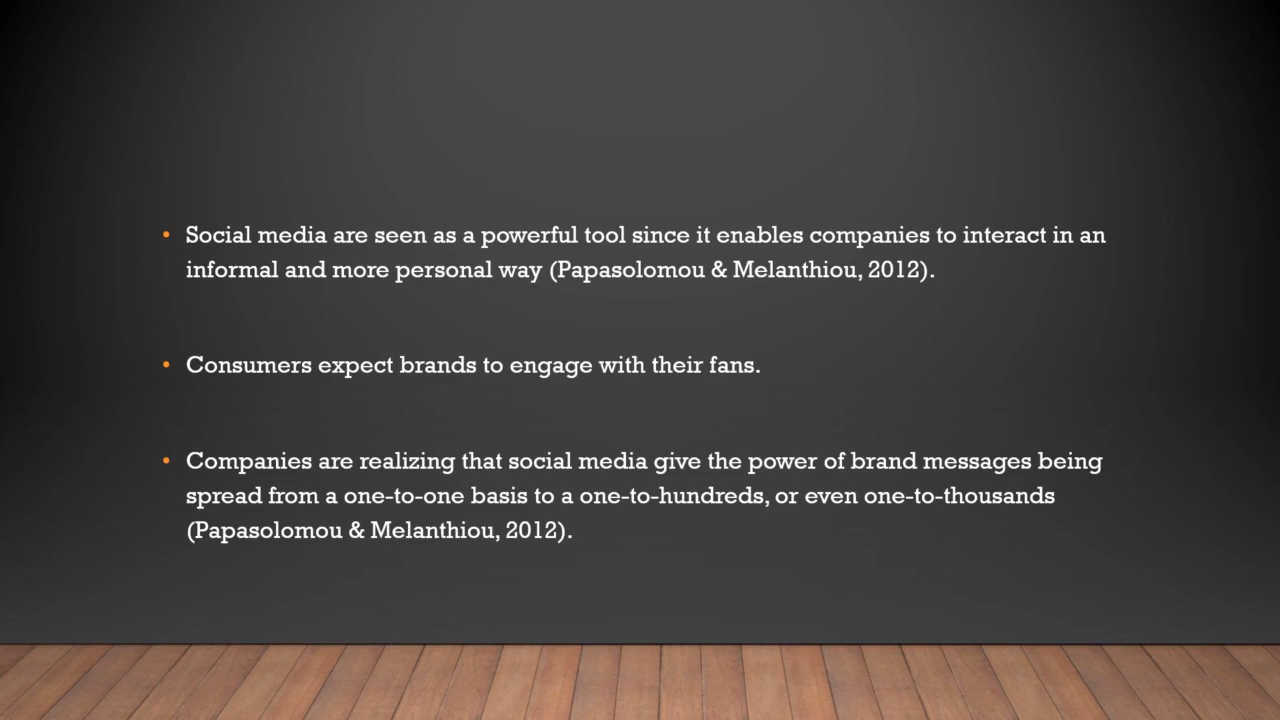 • Social media are seen as a powerful tool since it enables companies to interact in an
informal and more personal way (Papasolomou & Melanthiou, 2012).
• Consumers expect brands to engage with their fans.
• Companies are realizing that social media give the power of brand messages being
spread from a one-to-one basis to a one-to-hundreds, or even one-to-thousands
(Papasolomou & Melanthiou, 2012).